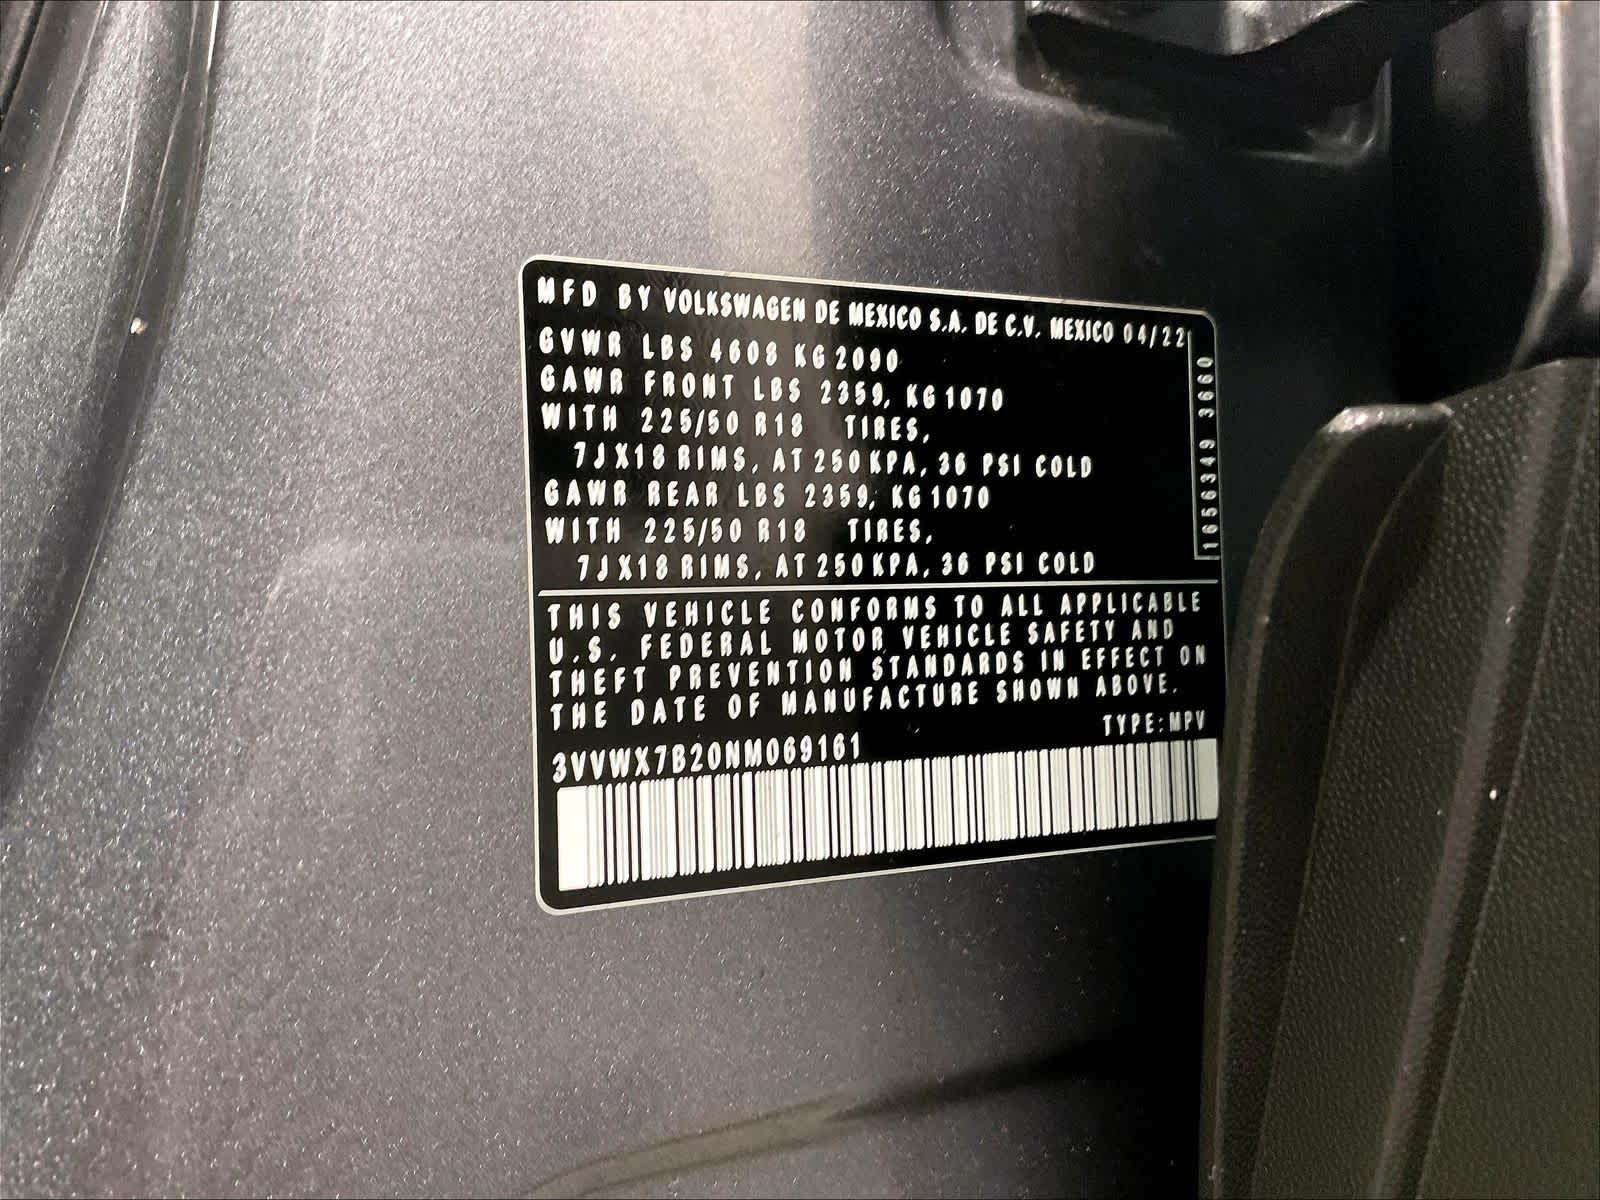 MFD BY VOLKSWAGEN DE MEXICO S.A. DE C.V. MEXICO 04/22
GVWR LBS 4608 KG 2090
GAWR FRONT LBS 2359, KG 1070
WITH 225/50 R18 TIRES,
7JX18 RIMS, AT 250 KPA, 36 PSI COLD
GAWR REAR LBS 2359, KG 1070
WITH 225/50 R18 TIRES,
7JX18 RIMS, AT 250 KPA, 36 PSI COLD
1656349 3660
THIS VEHICLE CONFORMS TO ALL APPLICABLE
U.S. FEDERAL MOTOR VEHICLE SAFETY AND
THEFT PREVENTION STANDARDS IN EFFECT ON
THE DATE OF MANUFACTURE SHOWN ABOVE.
TYPE: MPV
3VVWX7B20NM069161